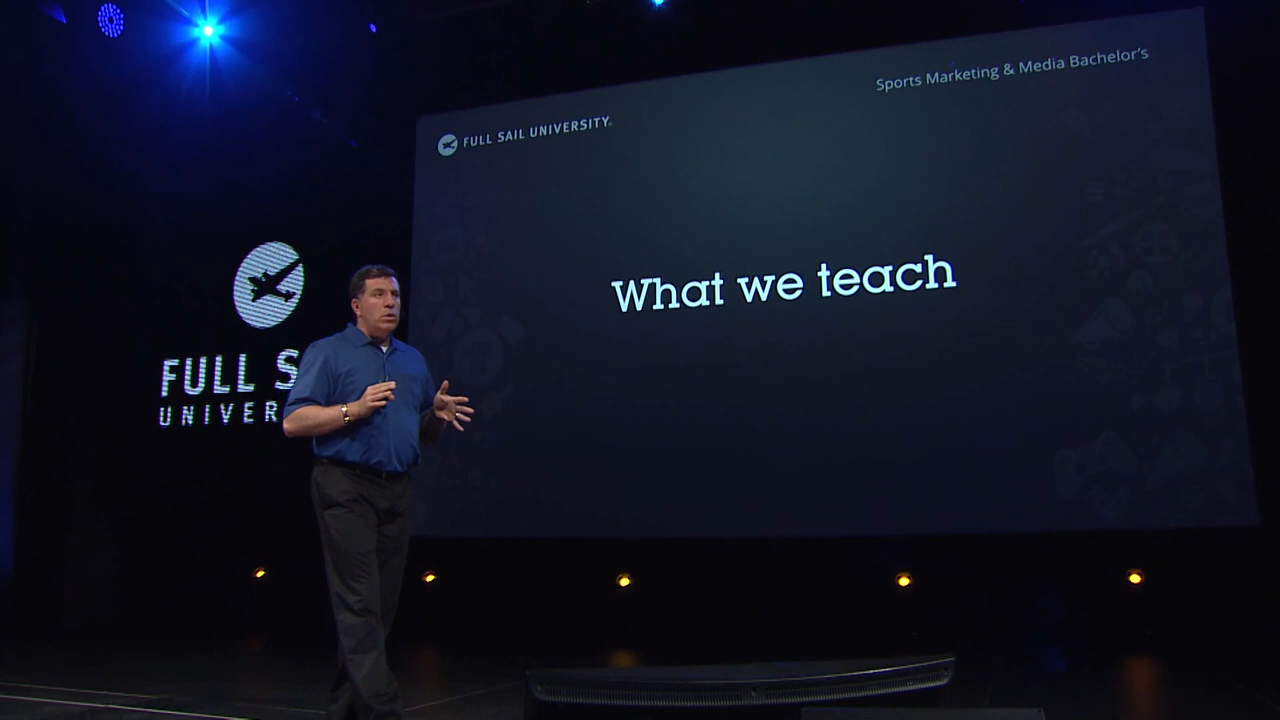 Sports Marketing & Media Bachelor's
FULL SAIL UNIVERSITY
What we teach
FULL S
UNIVER